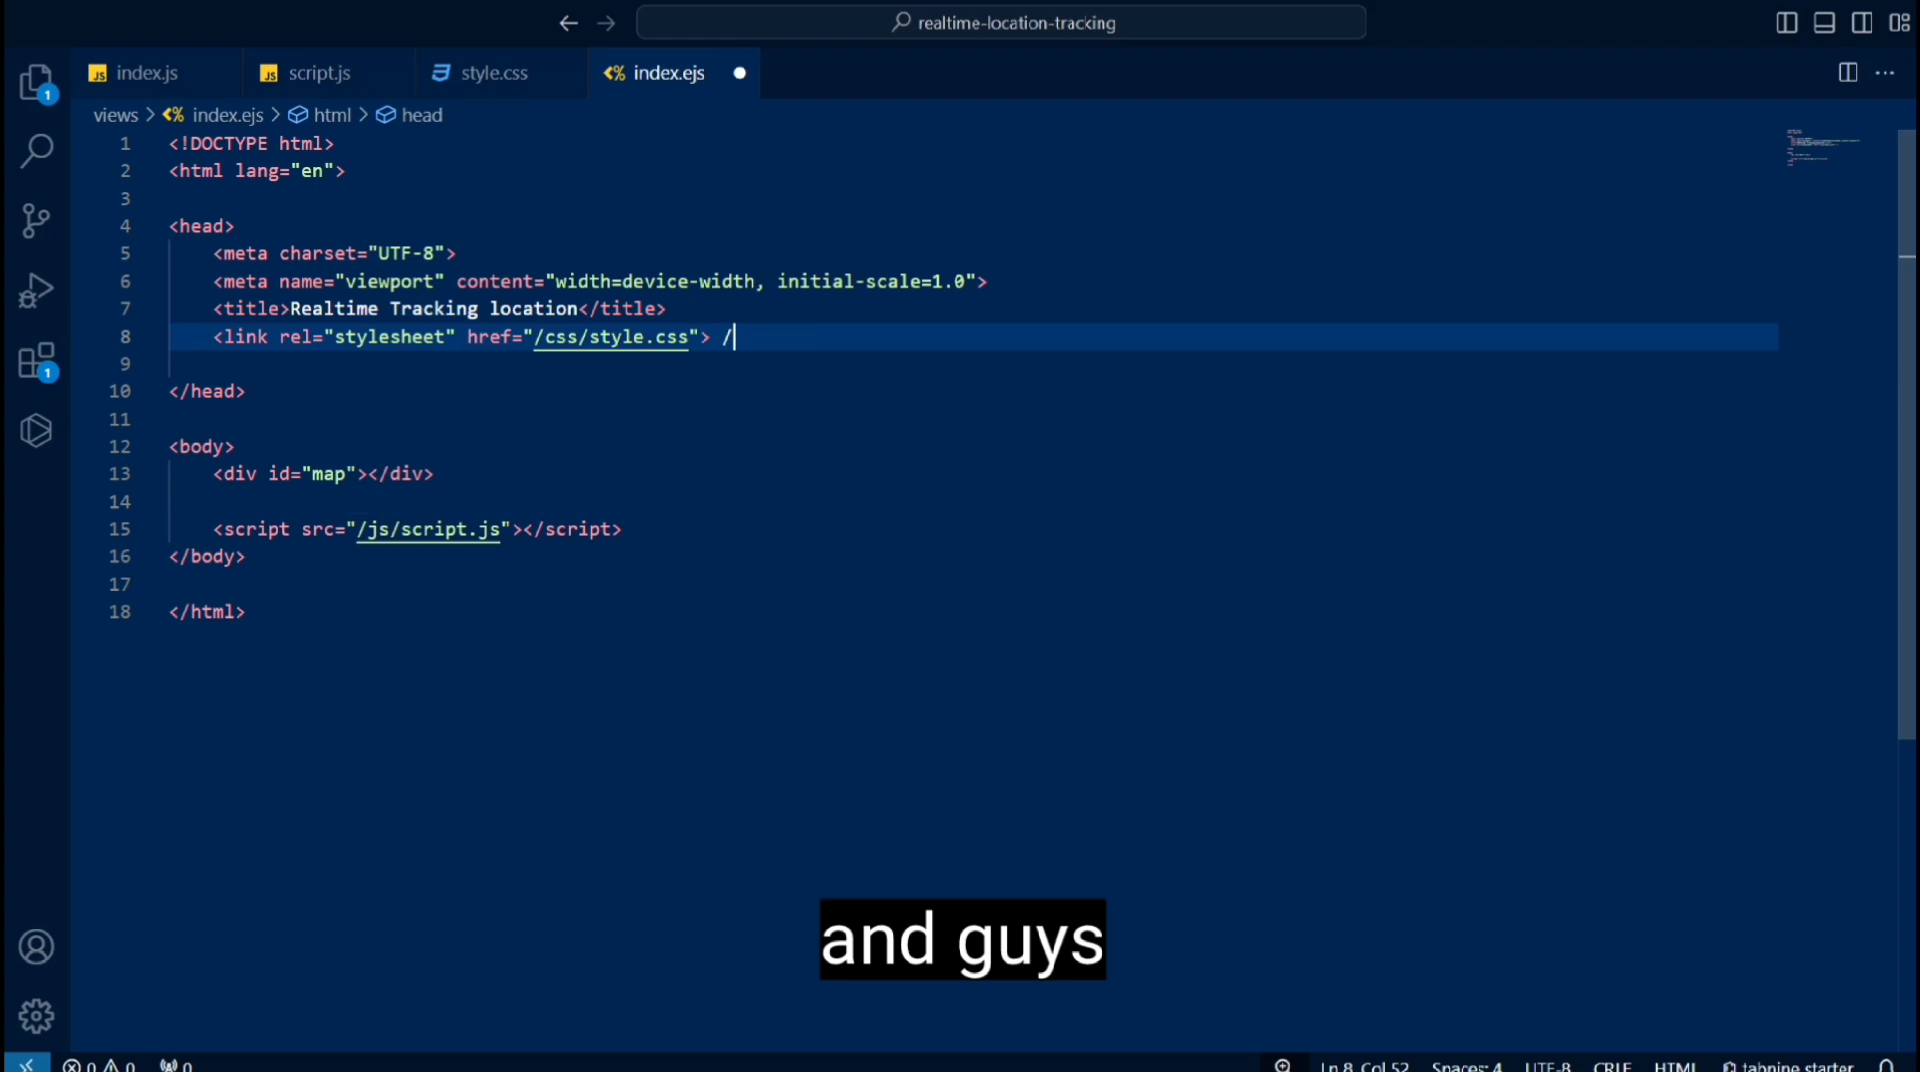 realtime-location-tracking
index.js script.js style.css index.ejs
views > index.ejs > html > head
1 <!DOCTYPE html>
2 <html lang="en">
3
4 <head>
5 <meta charset="UTF-8">
6 <meta name="viewport" content="width=device-width, initial-scale=1.0">
7 <title>Realtime Tracking location</title>
8 <link rel="stylesheet" href="/css/style.css"> /
9
10 </head>
11
12 <body>
13 <div id="map"></div>
14
15 <script src="/js/script.js"></script>
16 </body>
17
18 </html>
1
1
and guys
0 0 0 Ln 8, Col 52 Spaces: 4 UTF-8 CRLF HTML tabnine starter